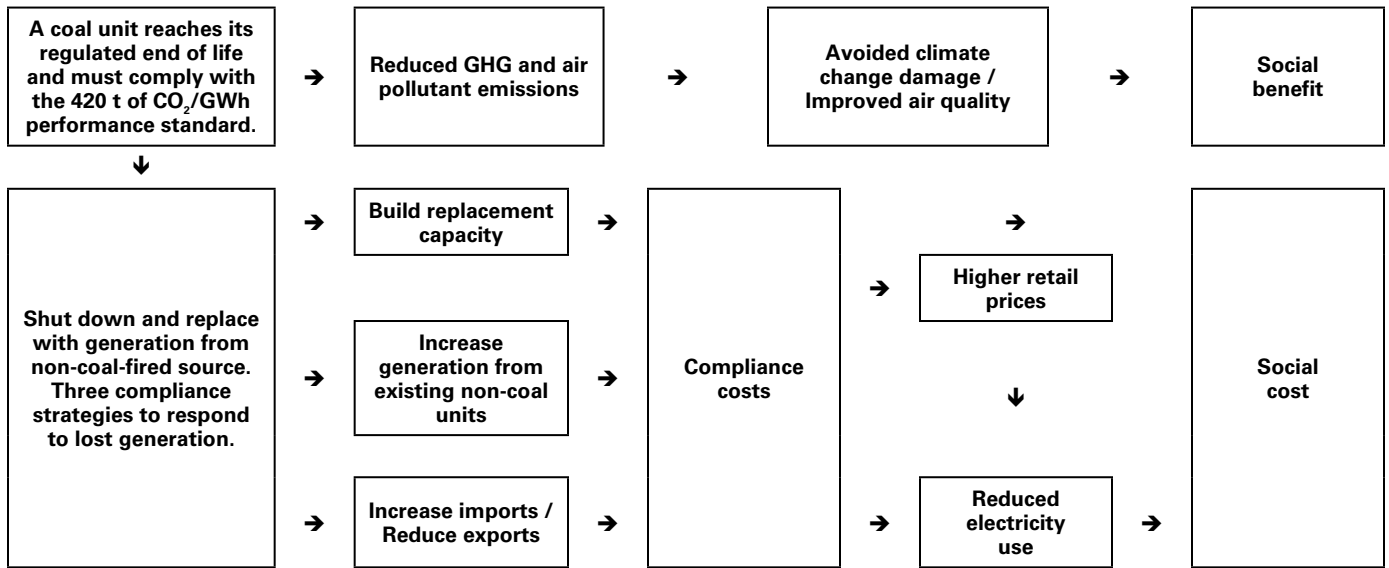 A coal unit reaches its
regulated end of life
and must comply with
the 420 t of CO₂/GWh
performance standard.
➔
Reduced GHG and air
pollutant emissions
➔
Avoided climate
change damage /
Improved air quality
➔
Social
benefit
➔
Shut down and replace
with generation from
non-coal-fired source.
Three compliance
strategies to respond
to lost generation.
➔
Build replacement
capacity
➔
➔
Increase
generation from
existing non-coal
units
➔
➔
Increase imports /
Reduce exports
➔
Compliance
costs
➔
➔
Higher retail
prices
➔
➔
Reduced
electricity
use
➔
Social
cost